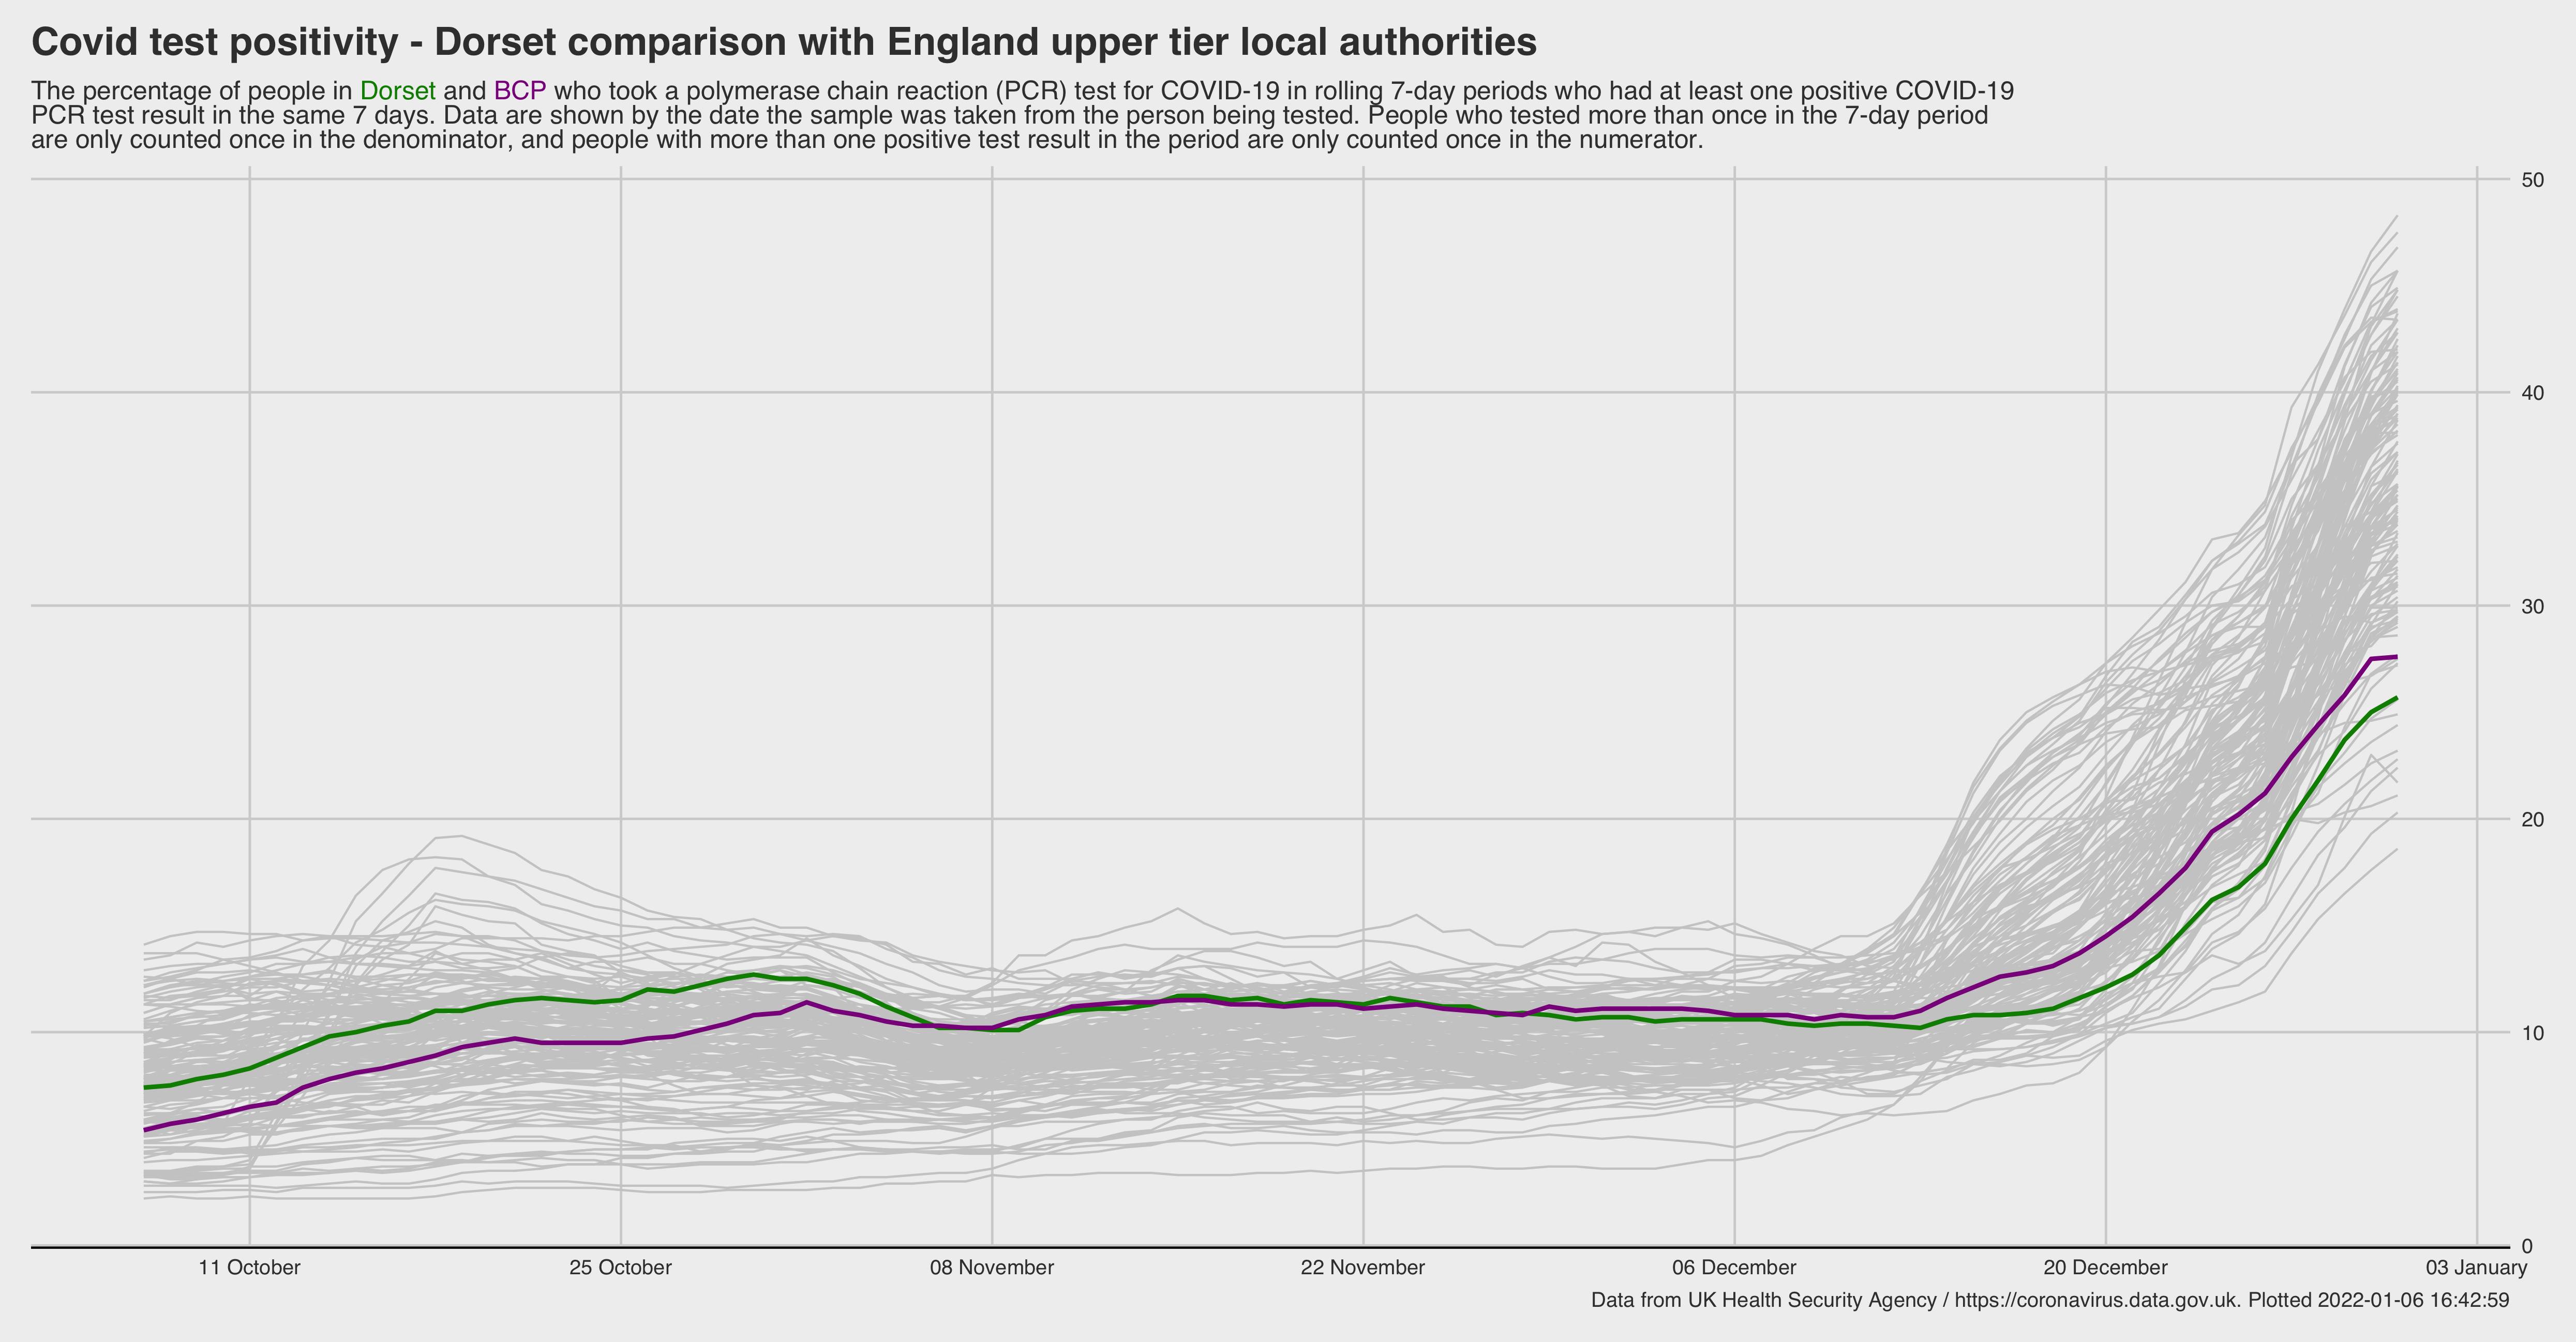 Covid test positivity - Dorset comparison with England upper tier local authorities
The percentage of people in Dorset and BCP who took a polymerase chain reaction (PCR) test for COVID-19 in rolling 7-day periods who had at least one positive COVID-19
PCR test result in the same 7 days. Data are shown by the date the sample was taken from the person being tested. People who tested more than once in the 7-day period
are only counted once in the denominator, and people with more than one positive test result in the period are only counted once in the numerator.
50
40
30
20
10
0
11 October 25 October 08 November 22 November 06 December 20 December 03 January
Data from UK Health Security Agency / https://coronavirus.data.gov.uk. Plotted 2022-01-06 16:42:59